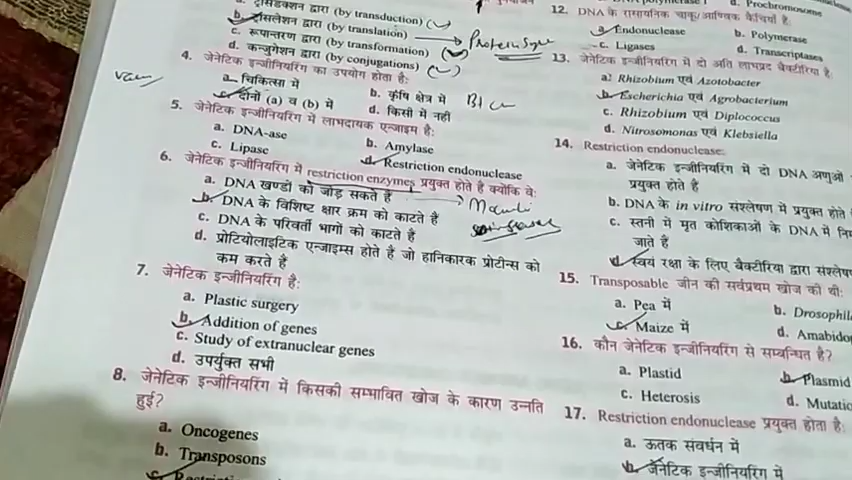 a. ट्रांसडक्शन द्वारा (by transduction)
b. ट्रांसलेशन द्वारा (by translation)
c. रूपान्तरण द्वारा (by transformation)
d. कन्जुगेशन द्वारा (by conjugations)
4. जेनेटिक इन्जीनियरिंग का उपयोग होता है:
a. चिकित्सा में
b. कृषि क्षेत्र में
c. दोनों (a) व (b) में
d. किसी में नहीं
5. जेनेटिक इन्जीनियरिंग में लाभदायक एन्जाइम है:
a. DNA-ase
b. Amylase
c. Lipase
d. Restriction endonuclease
6. जेनेटिक इन्जीनियरिंग में restriction enzymes प्रयुक्त होते हैं क्योंकि वे:
a. DNA खण्डों को जोड़ सकते हैं
b. DNA के विशिष्ट क्षार क्रम को काटते हैं
c. DNA के परिवर्ती भागों को काटते हैं
d. प्रोटियोलाइटिक एन्जाइम्स होते हैं जो हानिकारक प्रोटीन्स को
कम करते हैं
7. जेनेटिक इन्जीनियरिंग है:
a. Plastic surgery
b. Addition of genes
c. Study of extranuclear genes
d. उपर्युक्त सभी
8. जेनेटिक इन्जीनियरिंग में किसकी सम्भावित खोज के कारण उन्नति
हुई?
a. Oncogenes
b. Transposons
d. Prochromosome
12. DNA के रासायनिक चाकू/आण्विक कैंचियाँ हैं:
a. Endonuclease
b. Polymerase
c. Ligases
d. Transcriptases
13. जेनेटिक इन्जीनियरिंग में दो अति लाभप्रद बैक्टीरिया हैं:
a. Rhizobium एवं Azotobacter
b. Escherichia एवं Agrobacterium
c. Rhizobium एवं Diplococcus
d. Nitrosomonas एवं Klebsiella
14. Restriction endonuclease:
a. जेनेटिक इन्जीनियरिंग में दो DNA अणुओं
प्रयुक्त होते है
b. DNA के in vitro संश्लेषण में प्रयुक्त होते
c. स्तनी में मृत कोशिकाओं के DNA में
जाते हैं
d. स्वयं रक्षा के लिए बैक्टीरिया द्वारा
15. Transposable जीन की सर्वप्रथम खोज की थी:
a. Pea में
b. Drosophil
c. Maize में
d. Arabido
16. कौन जेनेटिक इन्जीनियरिंग से सम्बन्धित है?
a. Plastid
b. Plasmid
c. Heterosis
d. Mutatio
17. Restriction endonuclease प्रयुक्त होता है:
a. ऊतक संवर्धन में
b. जेनेटिक इन्जीनियरिंग में